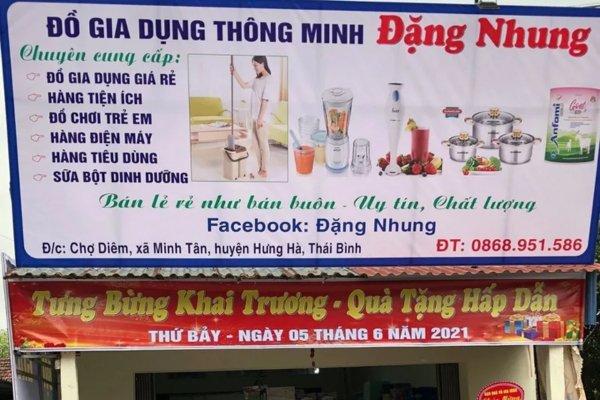 ĐỒ GIA DỤNG THÔNG MINH Đặng Nhung
Chuyên cung cấp:
ĐỒ GIA DỤNG GIÁ RẺ
HÀNG TIỆN ÍCH
ĐỒ CHƠI TRẺ EM
HÀNG ĐIỆN MÁY
HÀNG TIÊU DÙNG
SỮA BỘT DINH DƯỠNG
Anfomi
Bán lẻ rẻ như bán buôn - Uy tín, Chất lượng
Facebook: Đặng Nhung
Đ/c: Chợ Diêm, xã Minh Tân, huyện Hưng Hà, Thái Bình
ĐT: 0868.951.586
Tưng Bừng Khai Trương - Quà Tặng Hấp Dẫn
THỨ BẢY - NGÀY 05 THÁNG 6 NĂM 2021